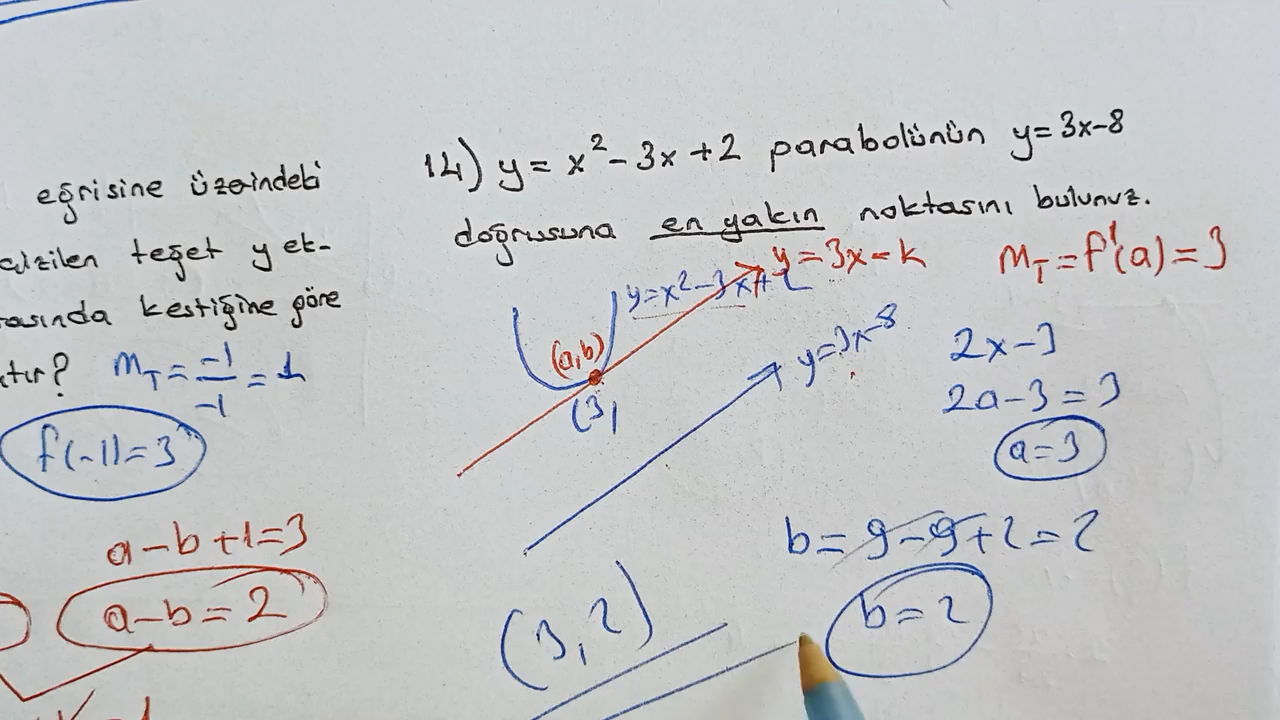 eğrisine üzerindeki
çizilen teğet y ek-
rasında kestiğine göre
ktır? m_T = -1/-1 = 1
f(-1)=3
a-b+1=3
a-b=2
14) y = x² - 3x + 2 parabolünün y = 3x-8
doğrusuna en yakın noktasını bulunuz.
y = 3x-k
y = x² - 3x + 2
(a,b)
(3,
y = 3x-8
m_T = f'(a) = 3
2x-3
2a-3 = 3
a=3
b = 9-9+2 = 2
b=2
(3,2)